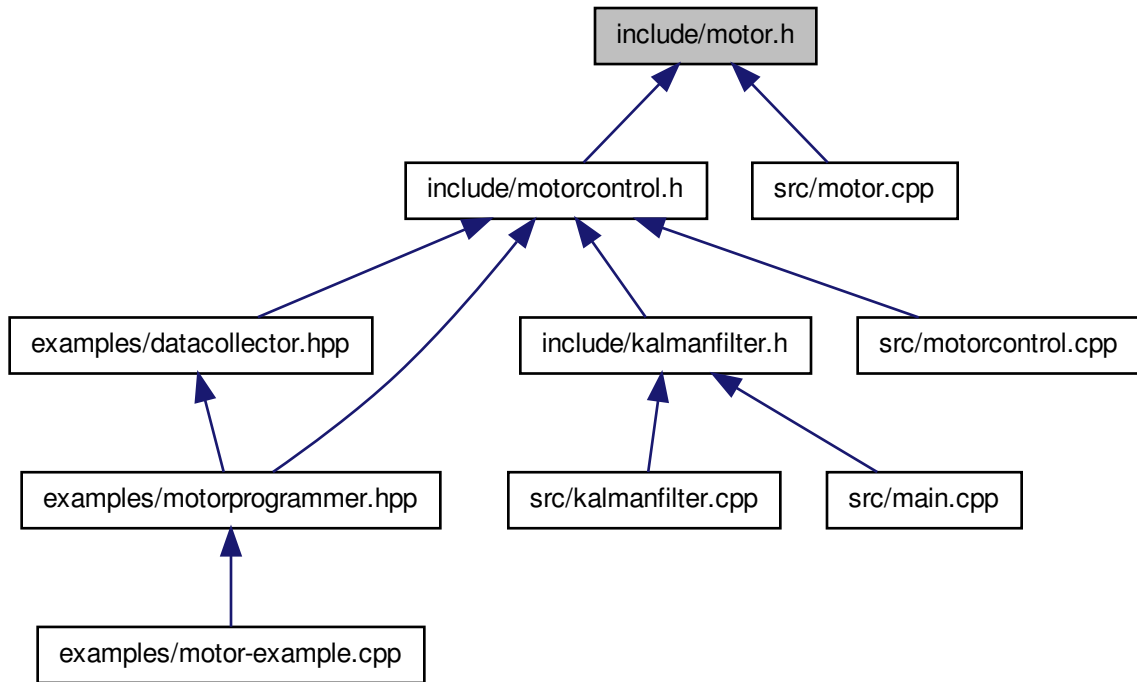 include/motor.h
include/motorcontrol.h
src/motor.cpp
examples/datacollector.hpp
include/kalmanfilter.h
src/motorcontrol.cpp
examples/motorprogrammer.hpp
src/kalmanfilter.cpp
src/main.cpp
examples/motor-example.cpp